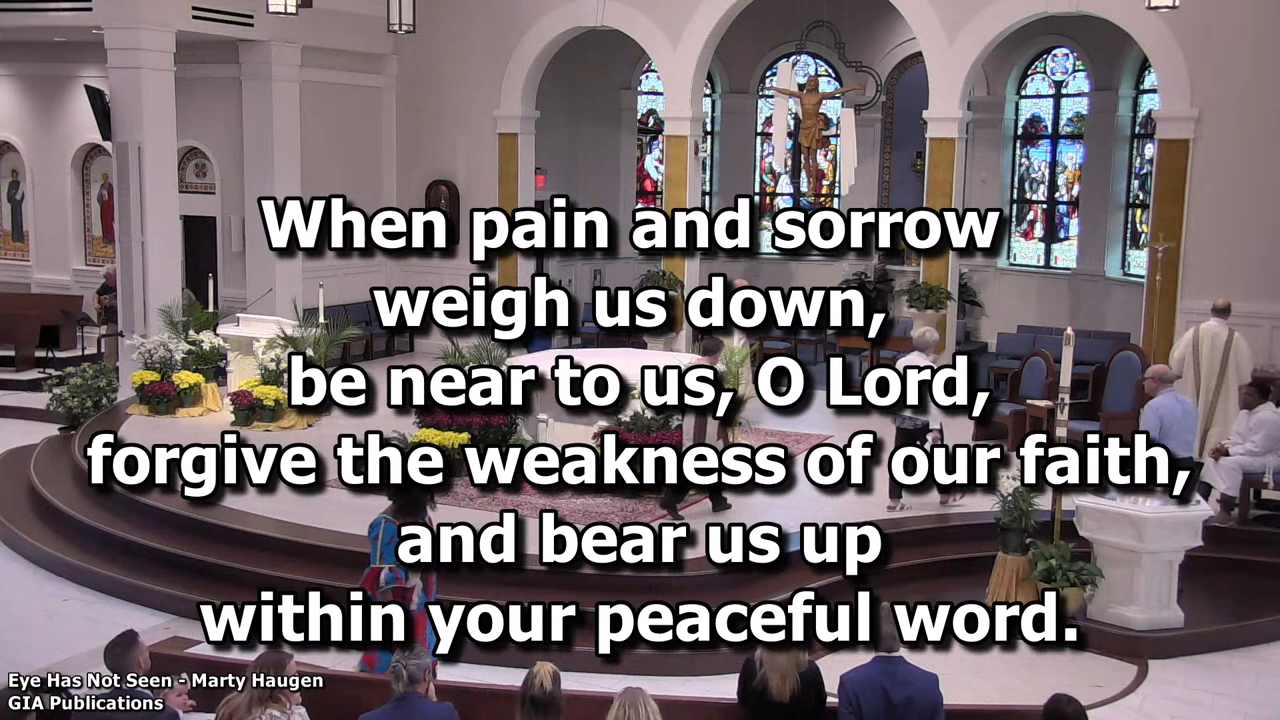 When pain and sorrow
weigh us down,
be near to us, O Lord,
forgive the weakness of our faith,
and bear us up
within your peaceful word.
Eye Has Not Seen - Marty Haugen
GIA Publications